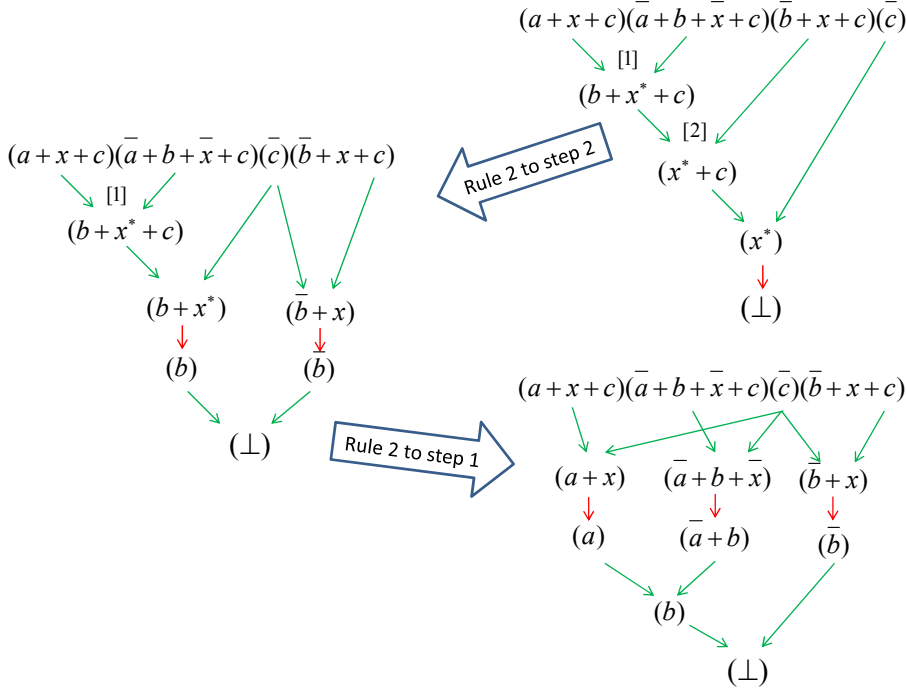 (a + x + c)(a̅ + b + x̅ + c)(b̅ + x + c)(c̅)
[1]
(b + x* + c)
[2]
(x* + c)
(x*)
(⊥)
Rule 2 to step 2
(a + x + c)(a̅ + b + x̅ + c)(c̅)(b̅ + x + c)
[1]
(b + x* + c)
(b + x*) (b̅ + x)
(b) (b̅)
(⊥)
Rule 2 to step 1
(a + x + c)(a̅ + b + x̅ + c)(c̅)(b̅ + x + c)
(a + x) (a̅ + b + x̅) (b̅ + x)
(a) (a̅ + b) (b̅)
(b)
(⊥)